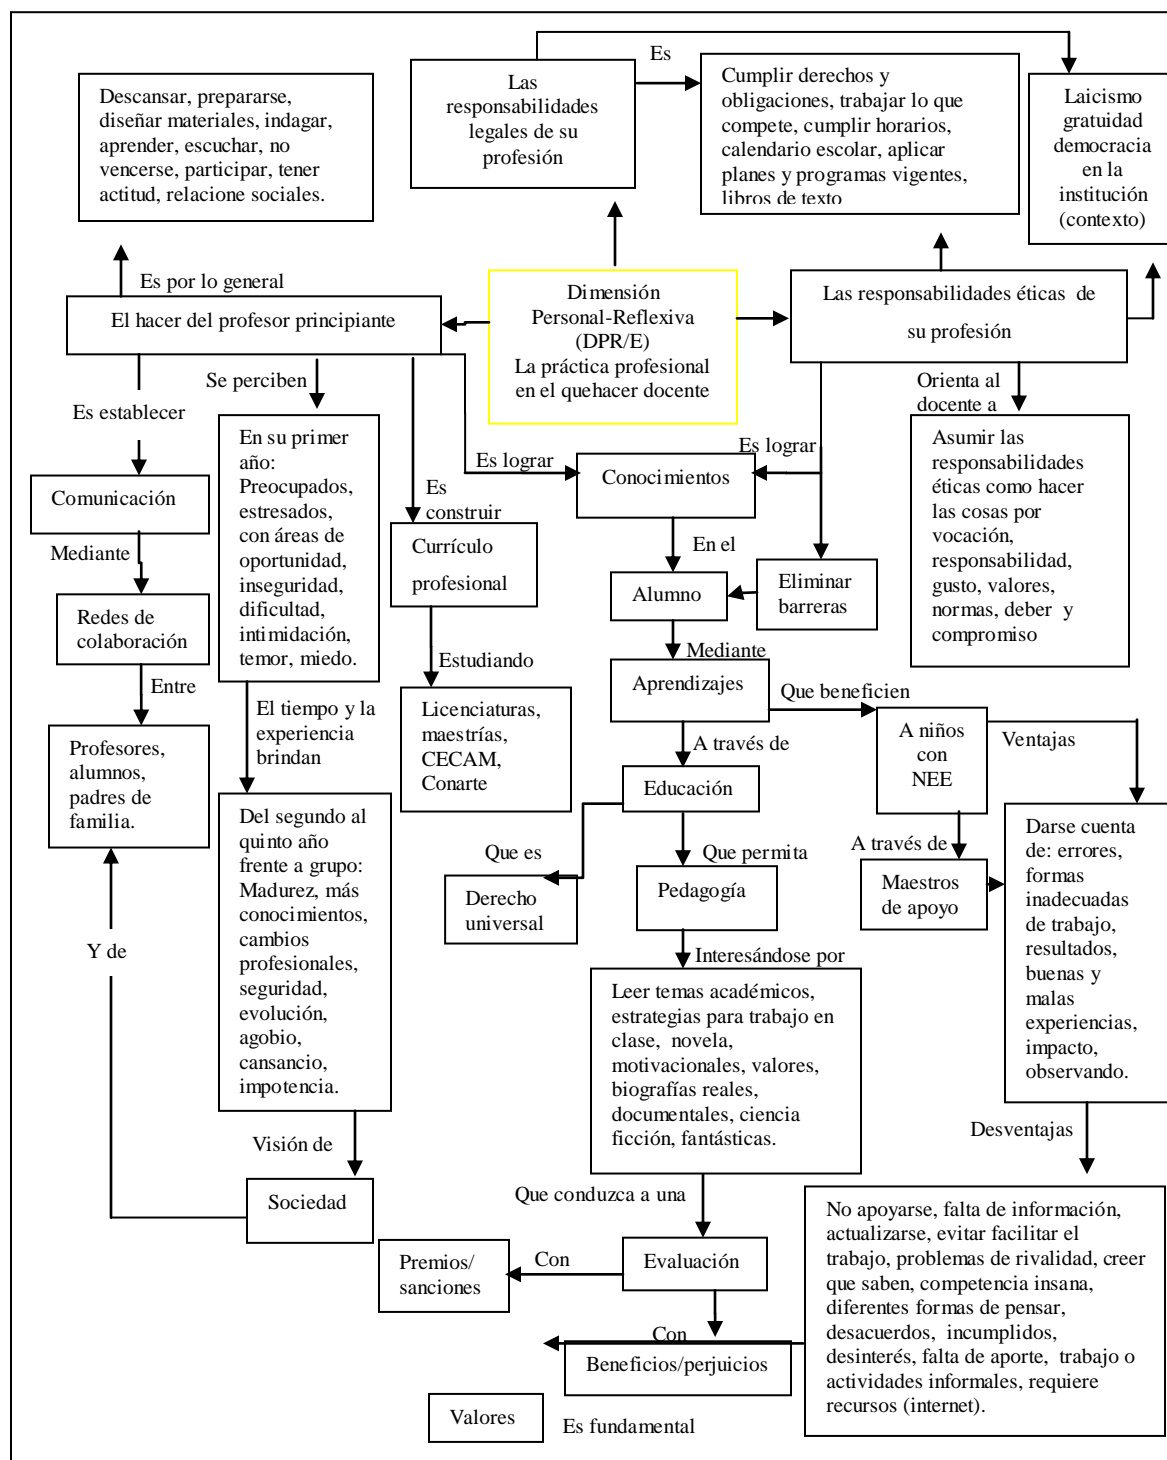 Es
Las
responsabilidades
legales de su
profesión
Cumplir derechos y
obligaciones, trabajar lo que
compete, cumplir horarios,
calendario escolar, aplicar
planes y programas vigentes,
libros de texto
Laicismo
gratuidad
democracia
en la
institución
(contexto)
Descansar, prepararse,
diseñar materiales, indagar,
aprender, escuchar, no
vencerse, participar, tener
actitud, relacione sociales.
Es por lo general
El hacer del profesor principiante
Dimensión
Personal-Reflexiva
(DPR/E)
La práctica profesional
en el quehacer docente
Las responsabilidades éticas de
su profesión
Se perciben
Es establecer
Orienta al
docente a
En su primer
año:
Preocupados,
estresados,
con áreas de
oportunidad,
inseguridad,
dificultad,
intimidación,
temor, miedo.
Es lograr
Conocimientos
Es lograr
Asumir las
responsabilidades
éticas como hacer
las cosas por
vocación,
responsabilidad,
gusto, valores,
normas, deber y
compromiso
Comunicación
Es
construir
Mediante
Currículo
profesional
En el
Alumno
Eliminar
barreras
Redes de
colaboración
Estudiando
Mediante
Aprendizajes
Que beneficien
Entre
El tiempo y la
experiencia
brindan
Licenciaturas,
maestrías,
CECAM,
Conarte
A niños
con
NEE
Ventajas
Profesores,
alumnos,
padres de
familia.
A través de
Educación
Del segundo al
quinto año
frente a grupo:
Madurez, más
conocimientos,
cambios
profesionales,
seguridad,
evolución,
agobio,
cansancio,
impotencia.
Que es
Que permita
A través de
Darse cuenta
de: errores,
formas
inadecuadas
de trabajo,
resultados,
buenas y
malas
experiencias,
impacto,
observando.
Derecho
universal
Pedagogía
Maestros
de apoyo
Y de
Interesándose por
Leer temas académicos,
estrategias para trabajo en
clase, novela,
motivacionales, valores,
biografías reales,
documentales, ciencia
ficción, fantásticas.
Visión de
Desventajas
Sociedad
Que conduzca a una
No apoyarse, falta de información,
actualizarse, evitar facilitar el
trabajo, problemas de rivalidad, creer
que saben, competencia insana,
diferentes formas de pensar,
desacuerdos, incumplidos,
desinterés, falta de aporte, trabajo o
actividades informales, requiere
recursos (internet).
Premios/
sanciones
Con
Evaluación
Con
Beneficios/perjuicios
Valores
Es fundamental